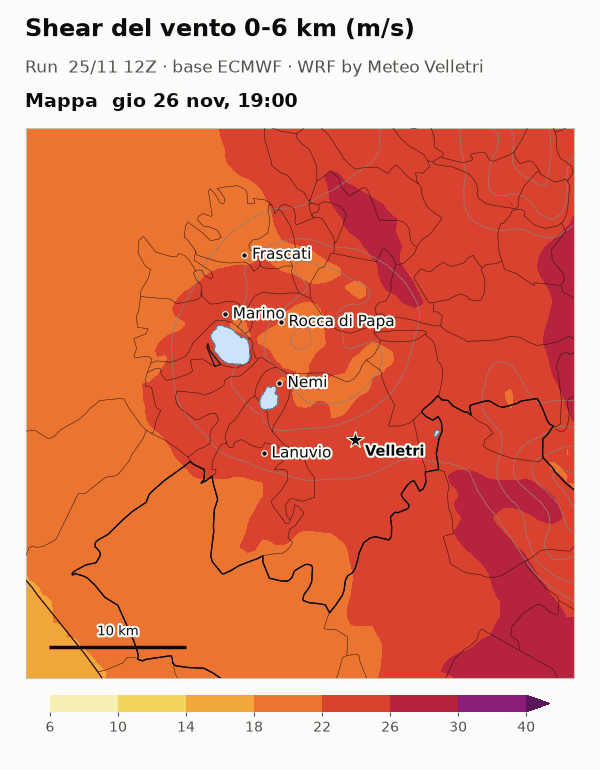 Shear del vento 0-6 km (m/s)
Run  25/11 12Z · base ECMWF · WRF by Meteo Velletri
Mappa  gio 26 nov, 19:00
Frascati
Marino
Rocca di Papa
Nemi
Velletri
Lanuvio
10 km
6 10 14 18 22 26 30 40